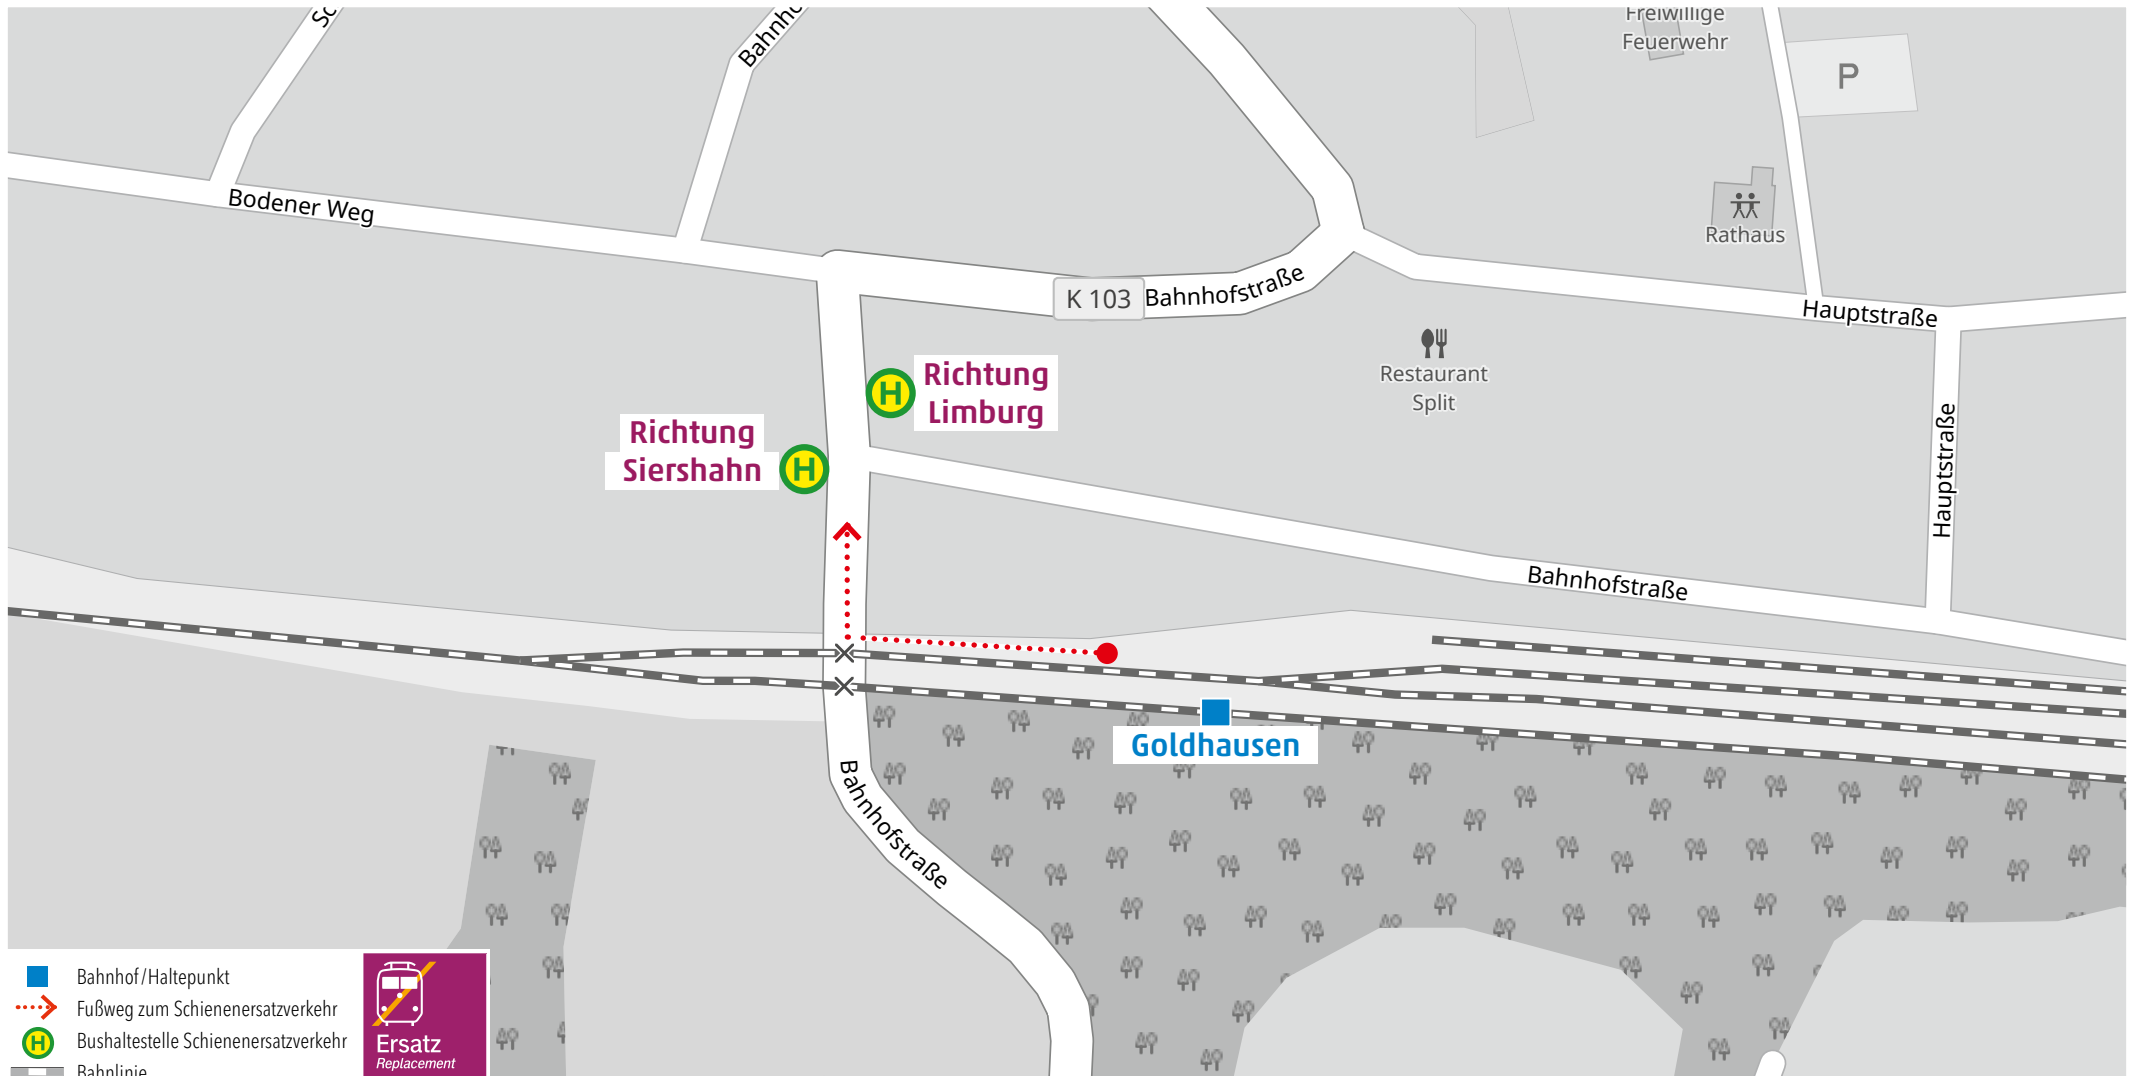 Freiwillige
Feuerwehr
P
Rathaus
Bodener Weg
K 103
Bahnhofstraße
Hauptstraße
Restaurant
Split
Richtung
Limburg
H
Richtung
Siershahn
H
Hauptstraße
Bahnhofstraße
Goldhausen
Bahnhofstraße
Bahnhof/Haltepunkt
Fußweg zum Schienenersatzverkehr
H
Bushaltestelle Schienenersatzverkehr
Bahnlinie
Ersatz
Replacement